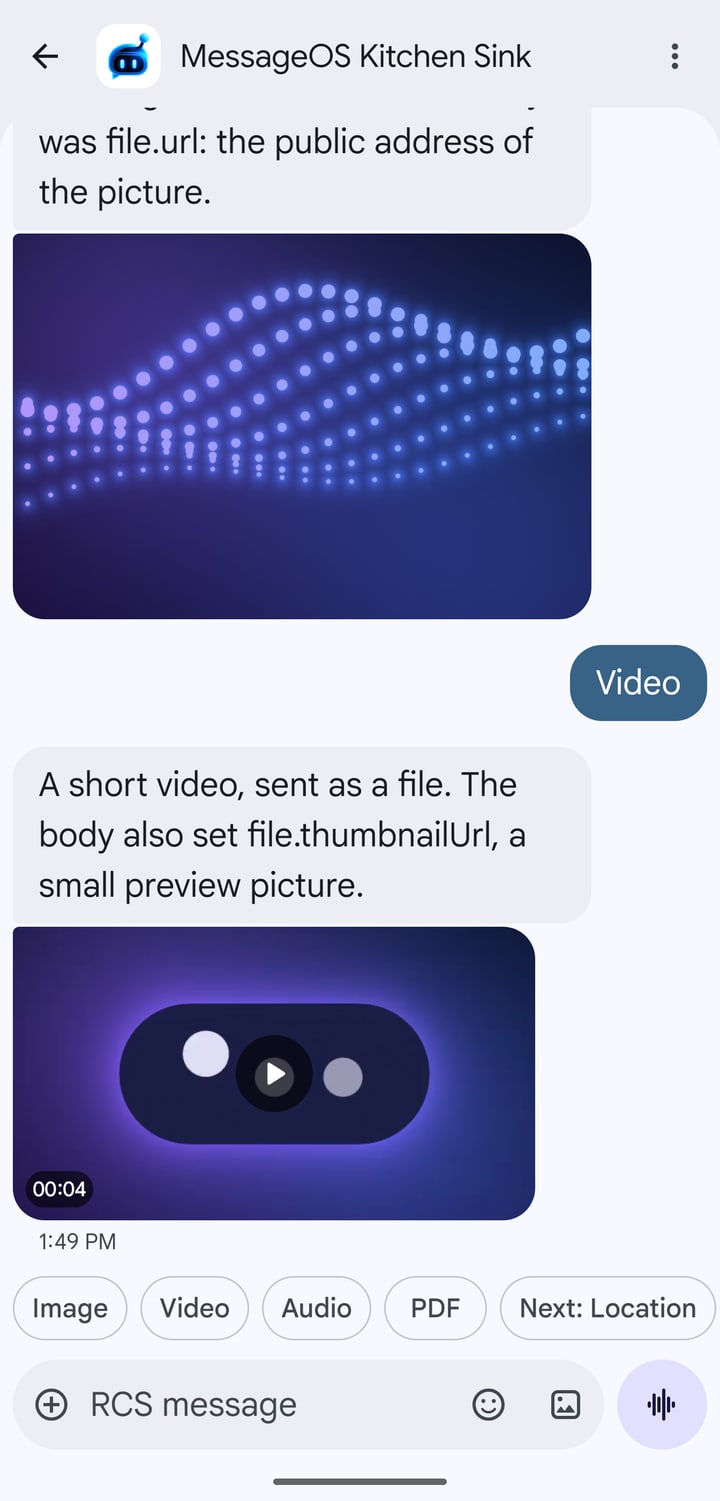 MessageOS Kitchen Sink
was file.url: the public address of
the picture.
Video
A short video, sent as a file. The
body also set file.thumbnailUrl, a
small preview picture.
00:04
1:49 PM
Image
Video
Audio
PDF
Next: Location
RCS message